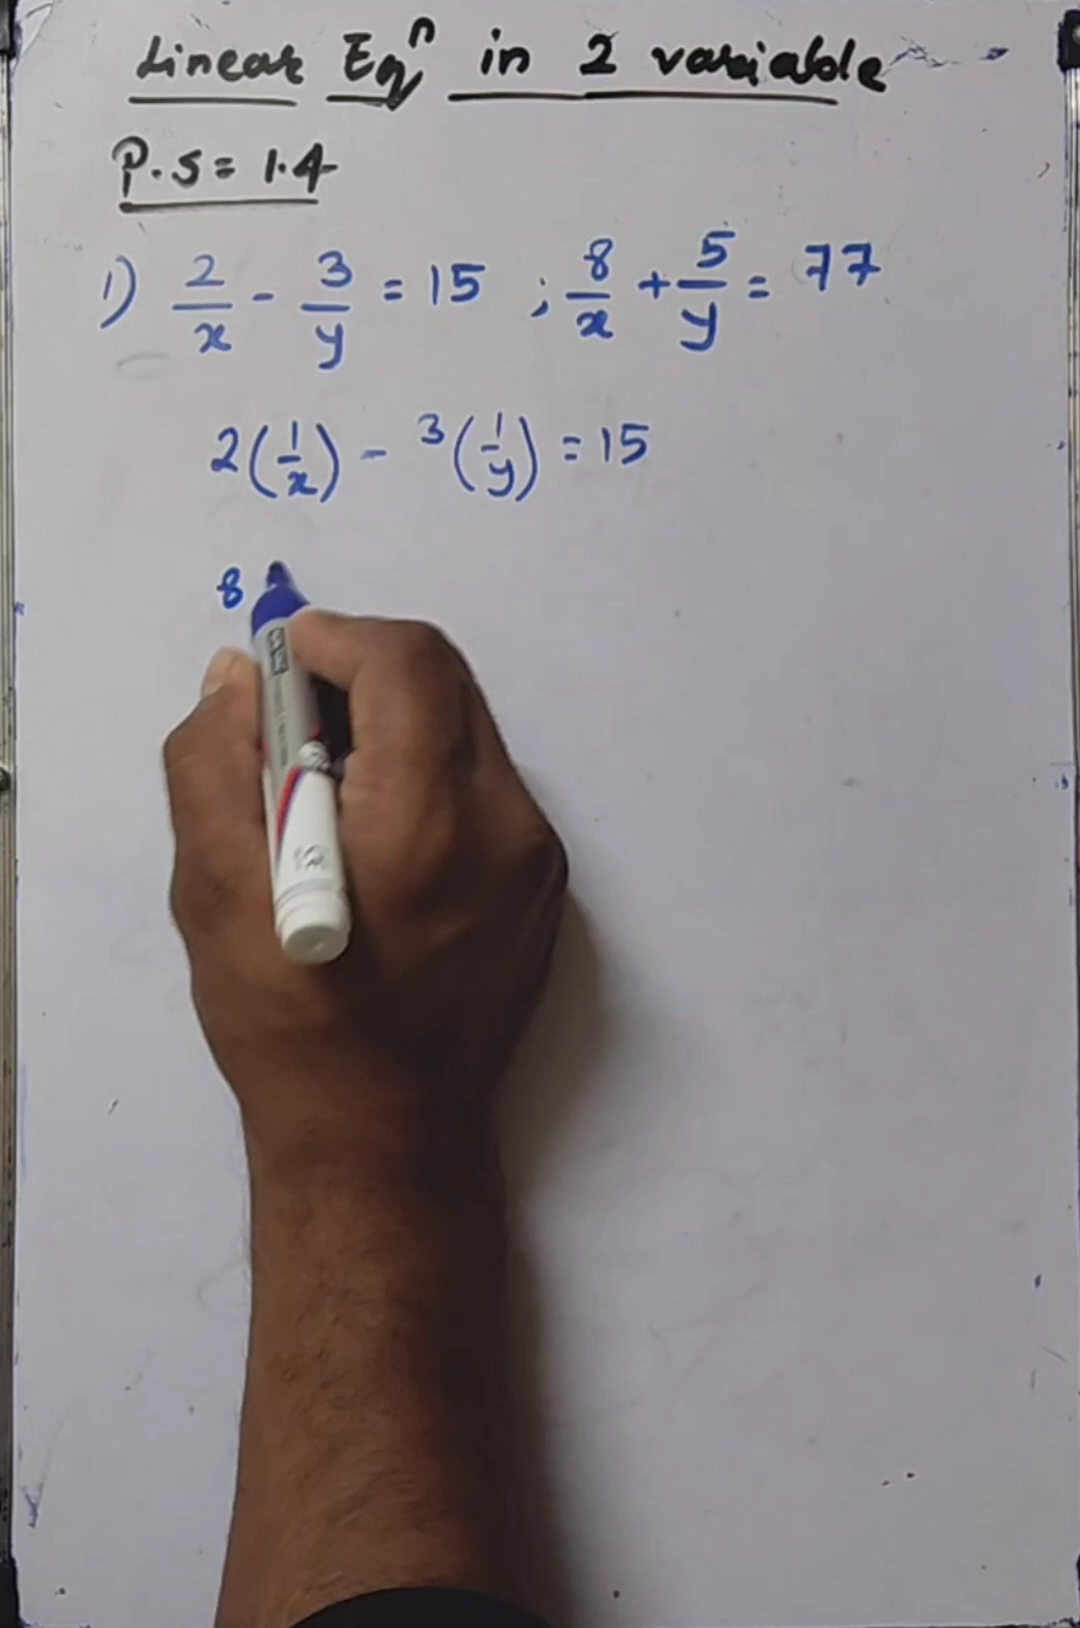 Linear Eqⁿ in 2 variable
P.S = 1.4
1) 2/x - 3/y = 15 ; 8/x + 5/y = 77
2(1/x) - 3(1/y) = 15
8